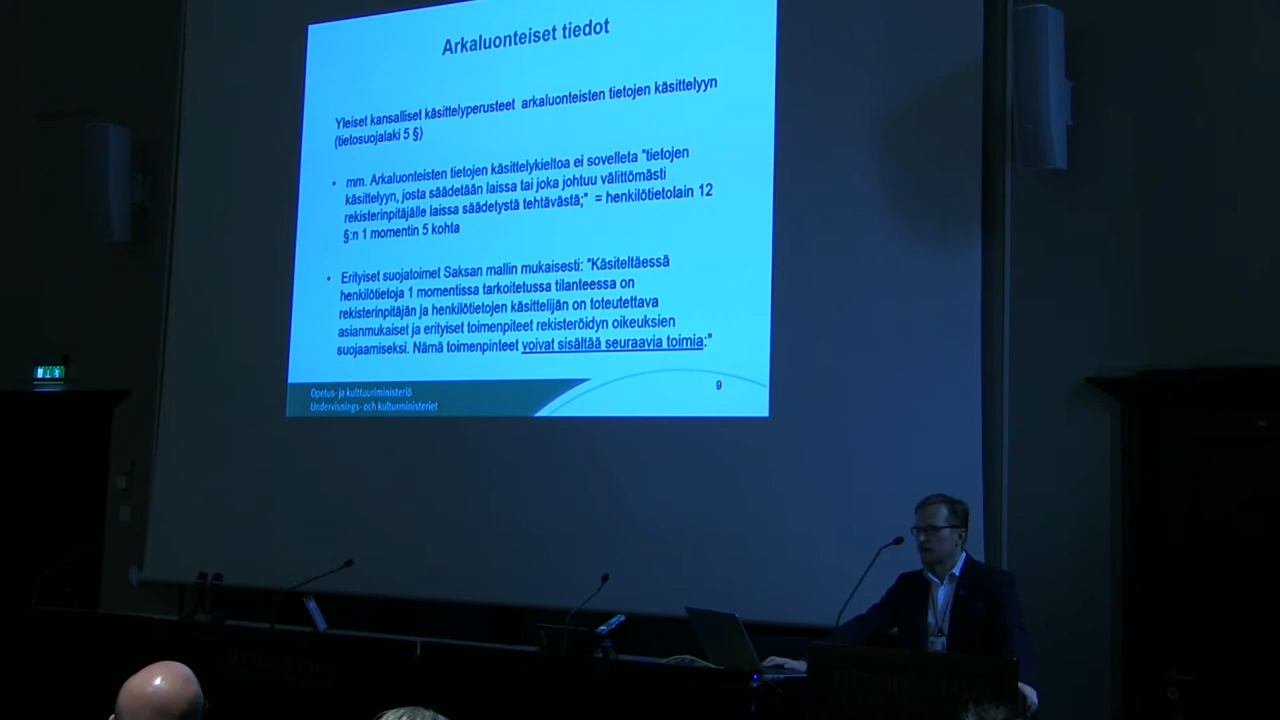 Arkaluonteiset tiedot
Yleiset kansalliset käsittelyperusteet arkaluonteisten tietojen käsittelyyn
(tietosuojalaki 5 §)
• mm. Arkaluonteisten tietojen käsittelykieltoa ei sovelleta "tietojen
käsittelyyn, josta säädetään laissa tai joka johtuu välittömästi
rekisterinpitäjälle laissa säädetystä tehtävästä;" = henkilötietolain 12
§:n 1 momentin 5 kohta
• Erityiset suojatoimet Saksan mallin mukaisesti: "Käsiteltäessä
henkilötietoja 1 momentissa tarkoitetussa tilanteessa on
rekisterinpitäjän ja henkilötietojen käsittelijän on toteutettava
asianmukaiset ja erityiset toimenpiteet rekisteröidyn oikeuksien
suojaamiseksi. Nämä toimenpinteet voivat sisältää seuraavia toimia:"
Opetus- ja kulttuuriministeriö
Undervisnings- och kulturministeriet
9